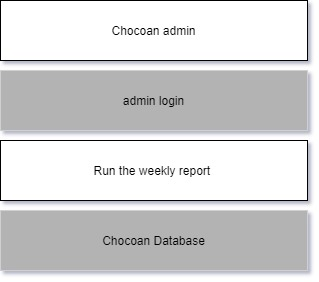 Chocoan admin
admin login
Run the weekly report
Chocoan Database